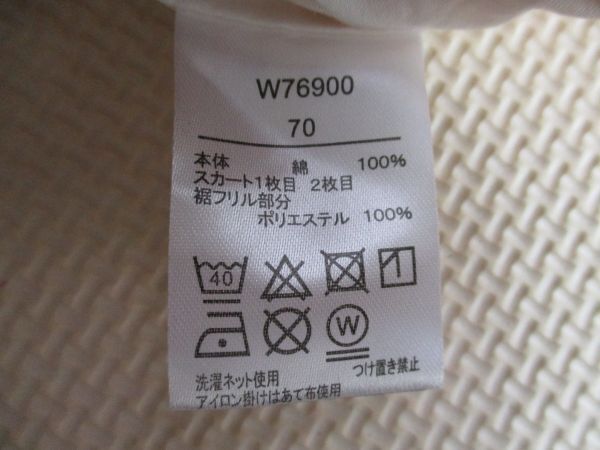 W76900
70
本体 綿 100%
スカート1枚目 2枚目
裾フリル部分
ポリエステル 100%
40
W
洗濯ネット使用 つけ置き禁止
アイロン掛けはあて布使用